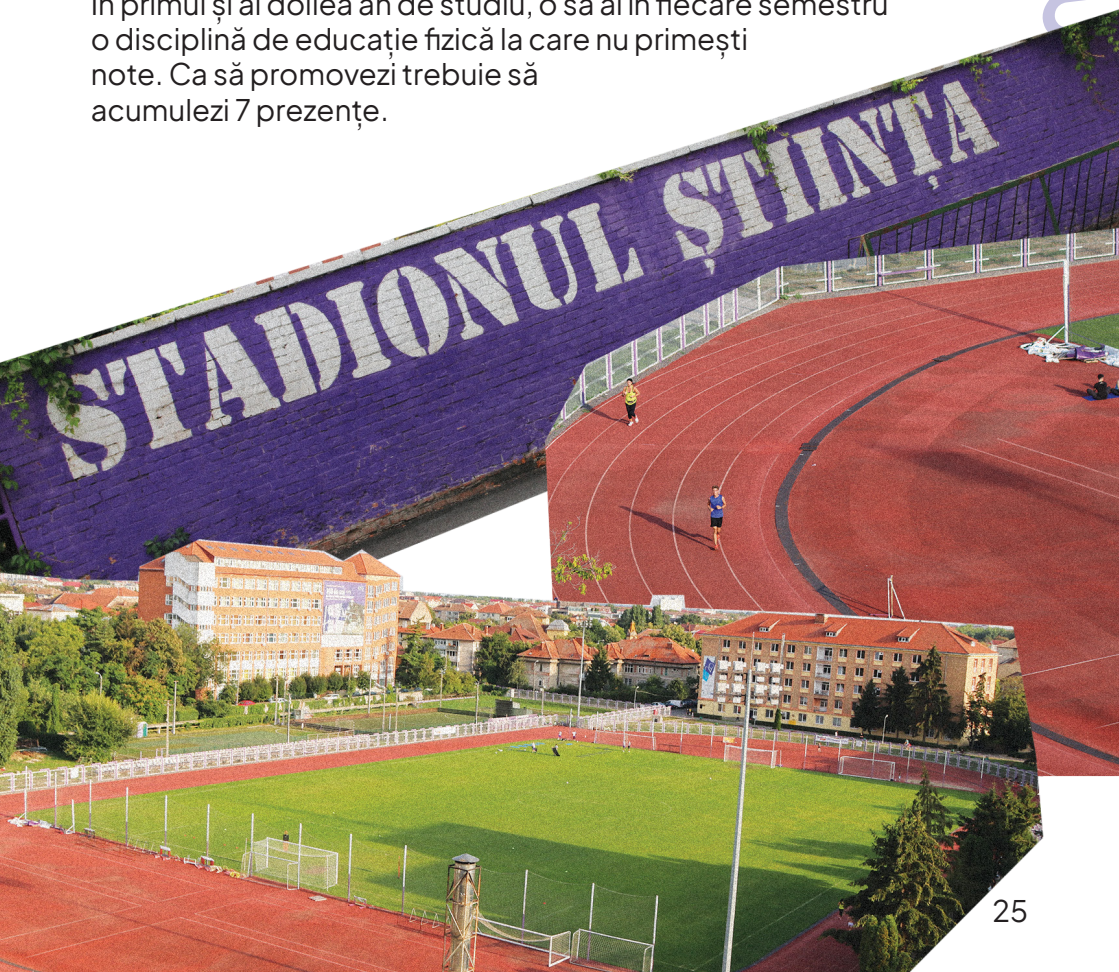 În primul și al doilea an de studiu, o să ai în fiecare semestru
o disciplină de educație fizică la care nu primești
note. Ca să promovezi trebuie să
acumulezi 7 prezențe.
STADIONUL ȘTIINȚA
25